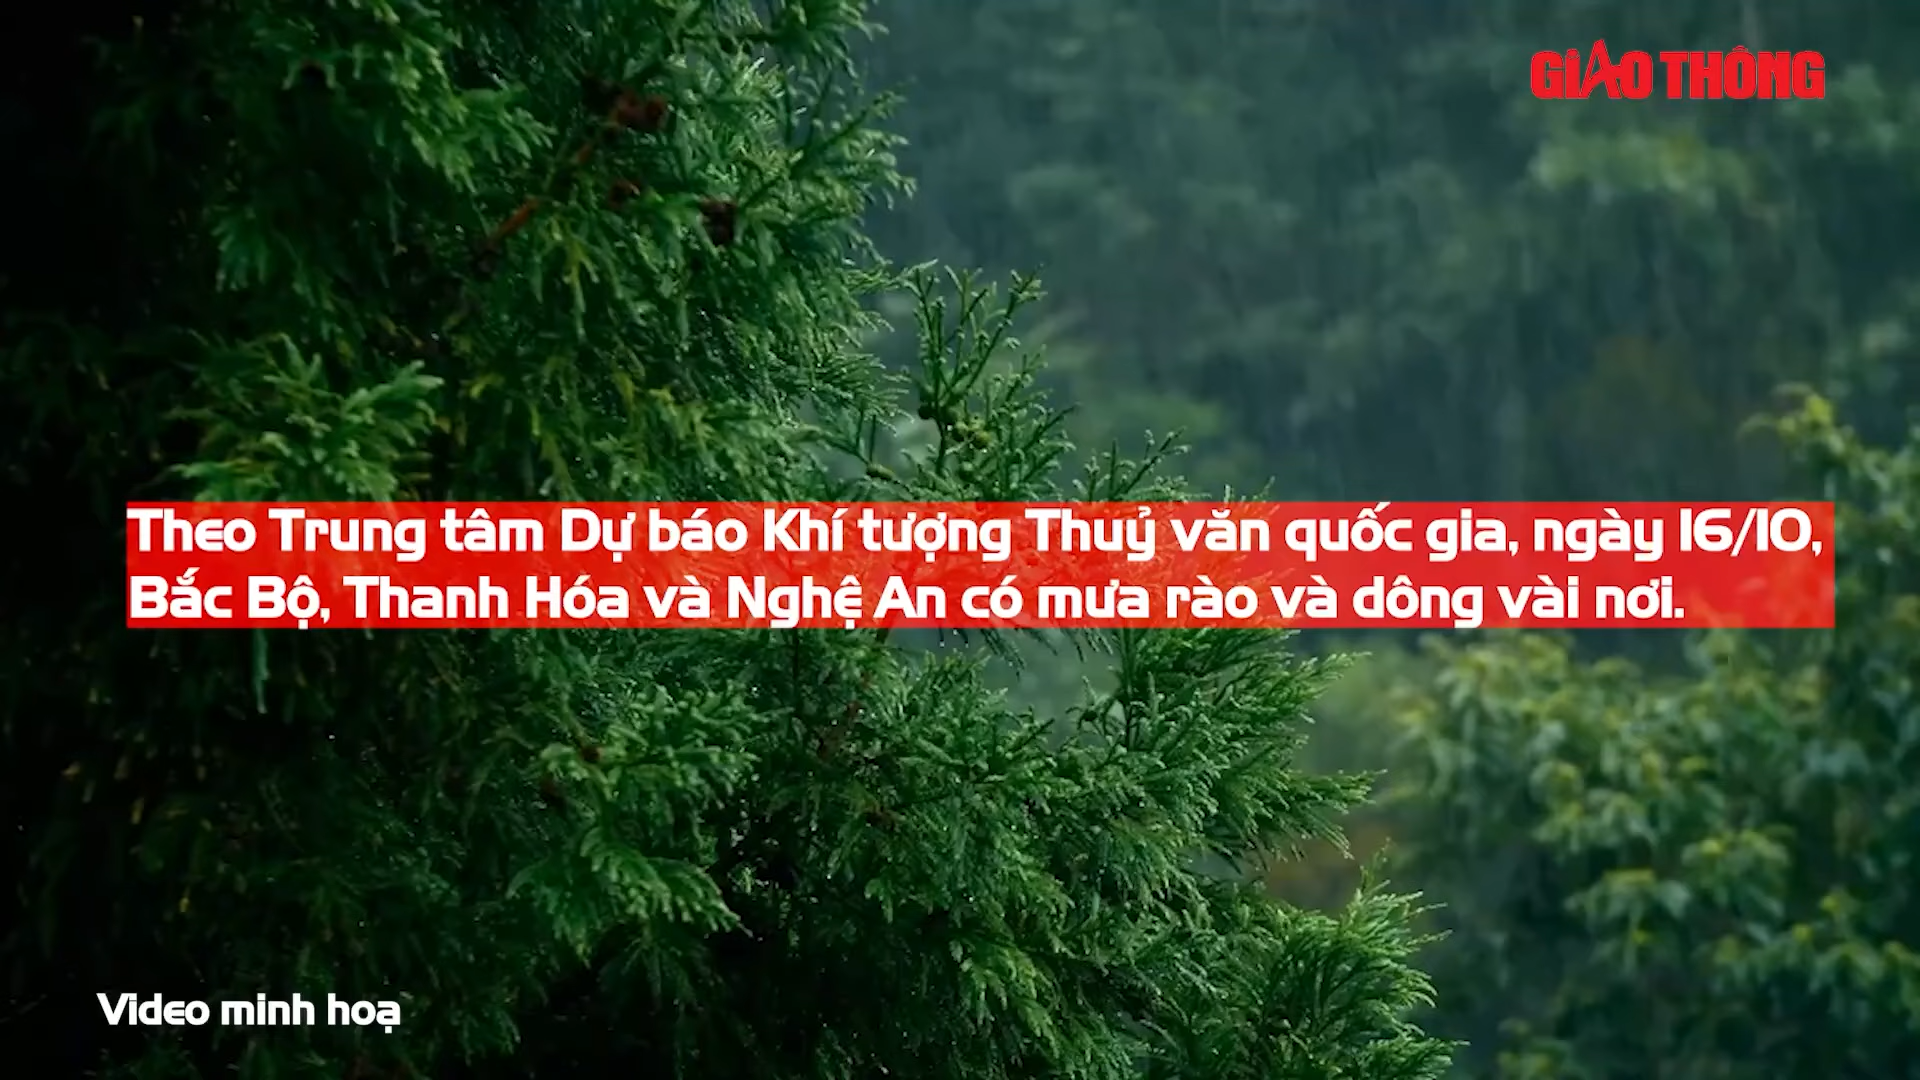 GIAO THÔNG
Theo Trung tâm Dự báo Khí tượng Thuỷ văn quốc gia, ngày 16/10,
Bắc Bộ, Thanh Hóa và Nghệ An có mưa rào và dông vài nơi.
Video minh hoạ